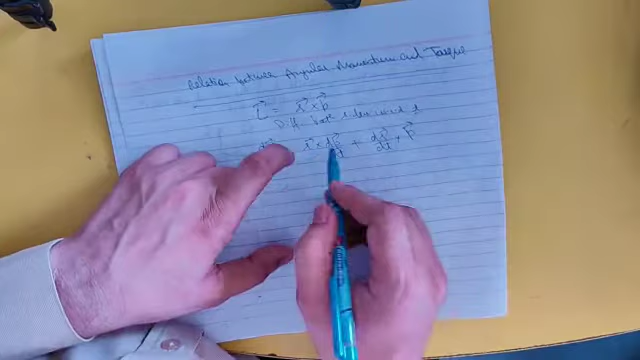 Relation between Angular Momentum and Torque
L⃗ = r⃗ × p⃗
Diff both sides w.r.t t
r⃗ × dp⃗/dt + dr⃗/dt × p⃗